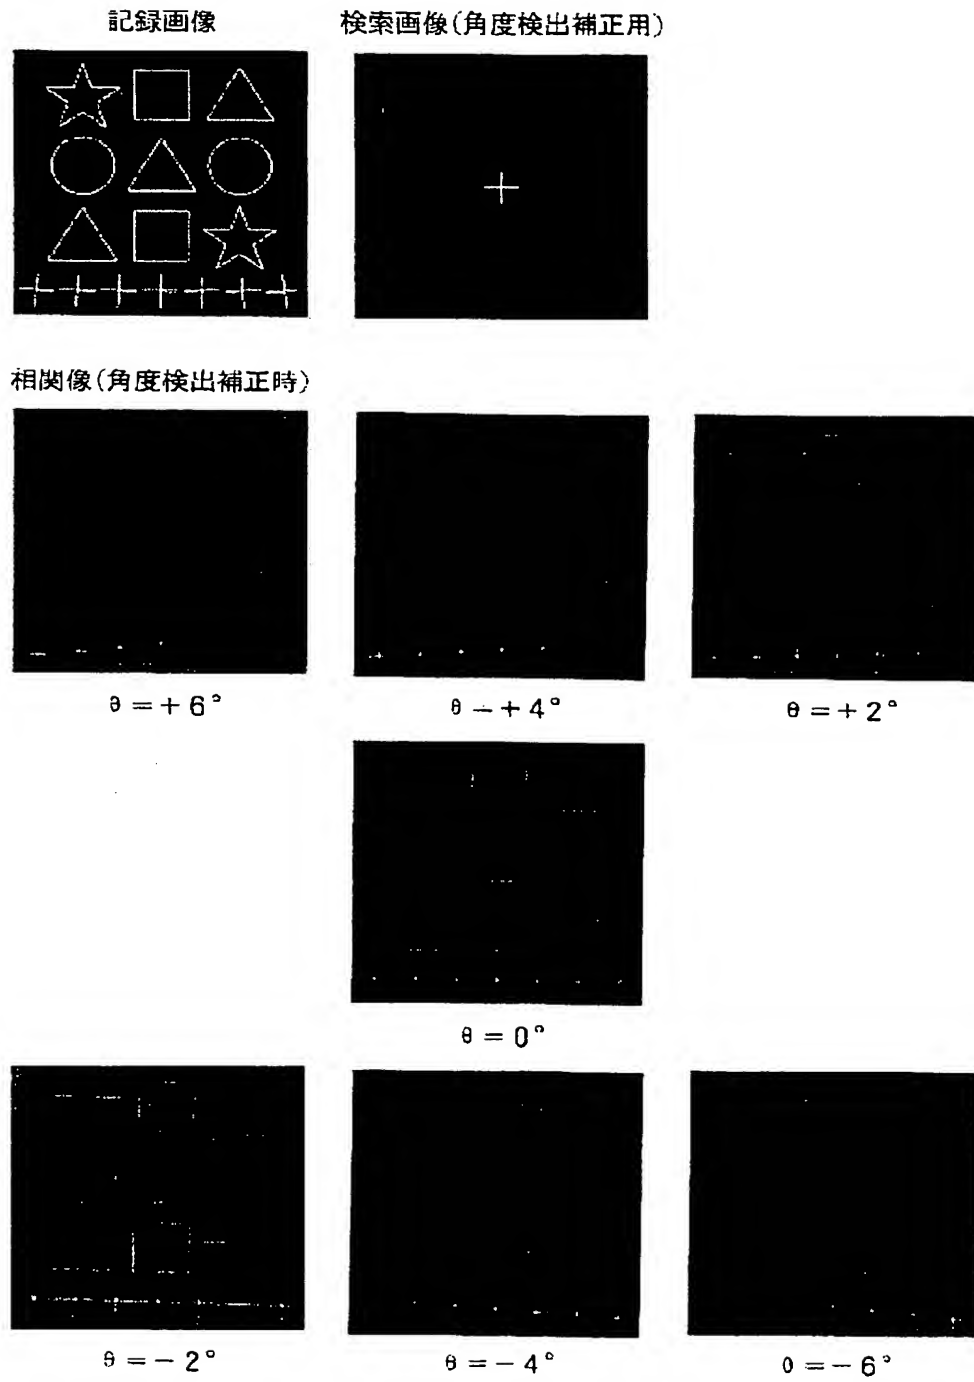 記録画像
検索画像(角度検出補正用)
相関像(角度検出補正時)
θ=+6°
θ-+4°
θ=+2°
θ=0°
θ=-2°
θ=-4°
θ=-6°